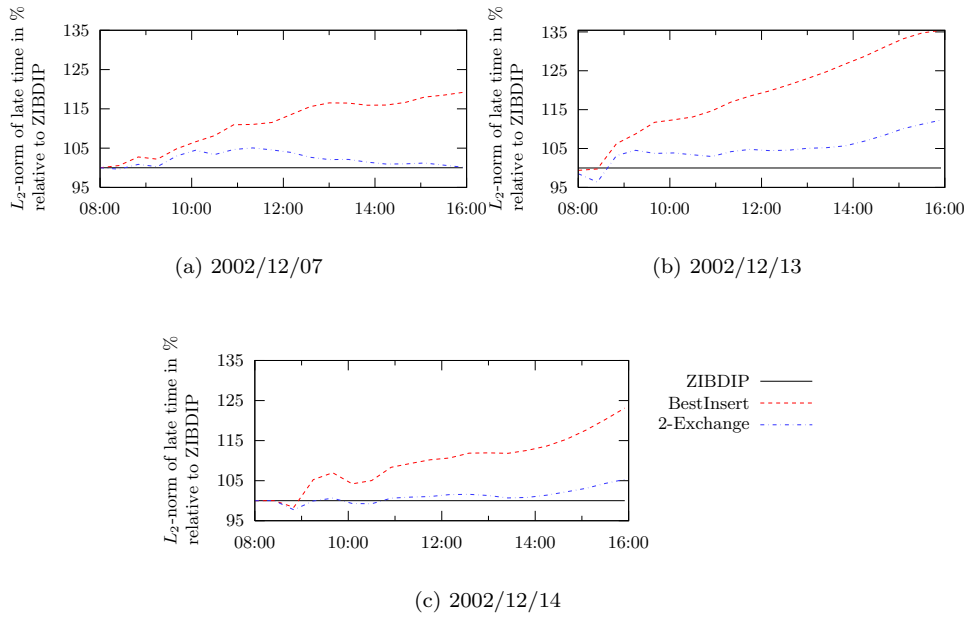 L₂-norm of late time in %
relative to ZIBDIP
135
125
115
105
95
08:00 10:00 12:00 14:00 16:00
(a) 2002/12/07
L₂-norm of late time in %
relative to ZIBDIP
135
125
115
105
95
08:00 10:00 12:00 14:00 16:00
(b) 2002/12/13
L₂-norm of late time in %
relative to ZIBDIP
135
125
115
105
95
08:00 10:00 12:00 14:00 16:00
(c) 2002/12/14
ZIBDIP
BestInsert
2-Exchange